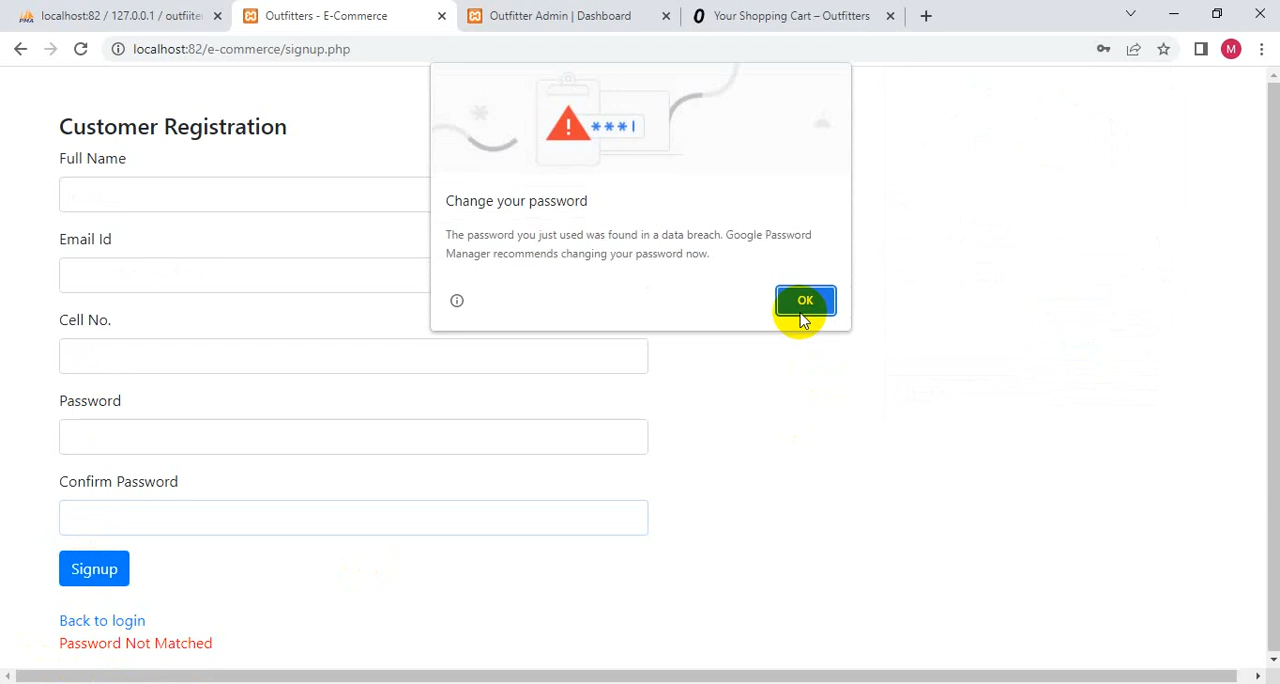 localhost:82 / 127.0.0.1 / outfiite
Outfitters - E-Commerce
Outfitter Admin | Dashboard
Your Shopping Cart – Outfitters
localhost:82/e-commerce/signup.php
M
Customer Registration
Full Name
Email Id
Cell No.
Password
Confirm Password
Signup
Back to login
Password Not Matched
***
Change your password
The password you just used was found in a data breach. Google Password
Manager recommends changing your password now.
OK